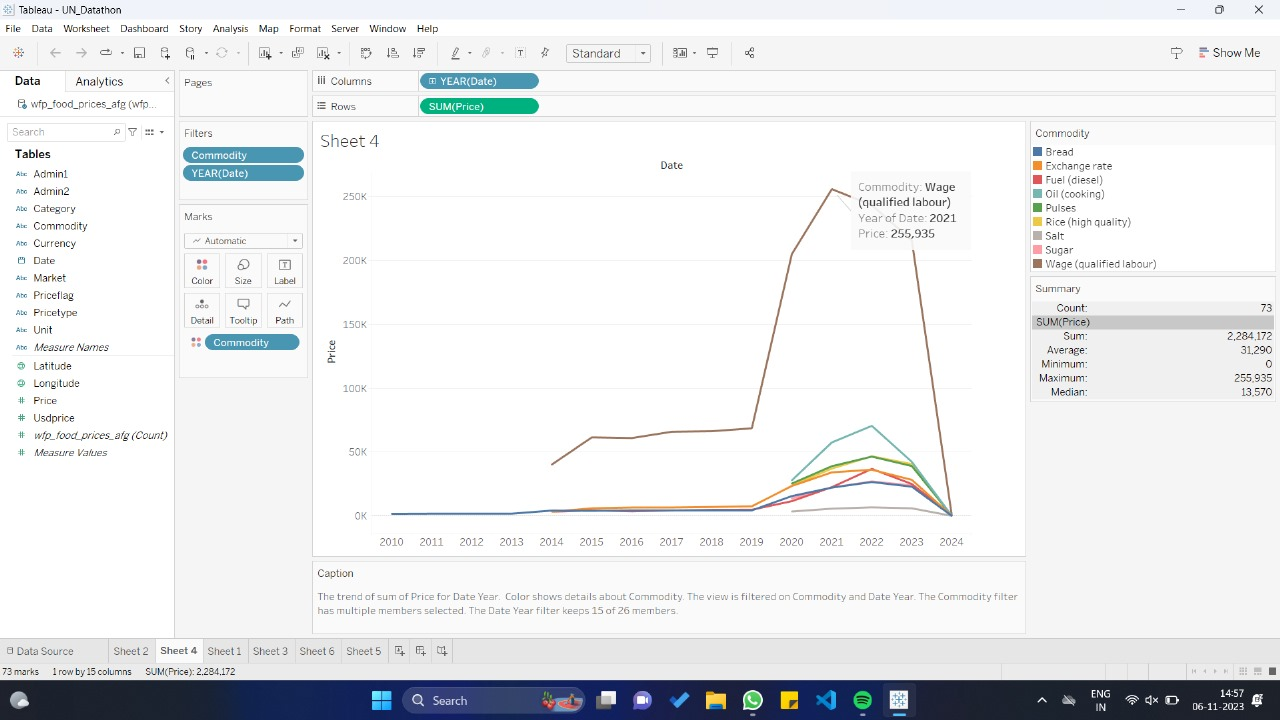 Tableau - UN_Datathon
File Data Worksheet Dashboard Story Analysis Map Format Server Window Help
Standard
Show Me
Data Analytics
wfp_food_prices_afg (wfp...
Search
Tables
Abc Admin1
Abc Admin2
Abc Category
Abc Commodity
Abc Currency
Date
Abc Market
Abc Priceflag
Abc Pricetype
Abc Unit
Abc Measure Names
Latitude
Longitude
# Price
# Usdprice
# wfp_food_prices_afg (Count)
# Measure Values
Pages
Filters
Commodity
YEAR(Date)
Marks
Automatic
Color Size Label
Detail Tooltip Path
Commodity
Columns YEAR(Date)
Rows SUM(Price)
Sheet 4
Date
Price
250K
200K
150K
100K
50K
0K
2010 2011 2012 2013 2014 2015 2016 2017 2018 2019 2020 2021 2022 2023 2024
Commodity: Wage
(qualified labour)
Year of Date: 2021
Price: 255,935
Caption
The trend of sum of Price for Date Year. Color shows details about Commodity. The view is filtered on Commodity and Date Year. The Commodity filter
has multiple members selected. The Date Year filter keeps 15 of 26 members.
Commodity
Bread
Exchange rate
Fuel (diesel)
Oil (cooking)
Pulses
Rice (high quality)
Salt
Sugar
Wage (qualified labour)
Summary
Count: 73
SUM(Price)
Sum: 2,284,172
Average: 31,290
Minimum: 0
Maximum: 255,935
Median: 13,570
Data Source Sheet 2 Sheet 4 Sheet 1 Sheet 3 Sheet 6 Sheet 5
73 marks 1 row by 15 columns SUM(Price): 2,284,172
Search
ENG
IN
14:57
06-11-2023